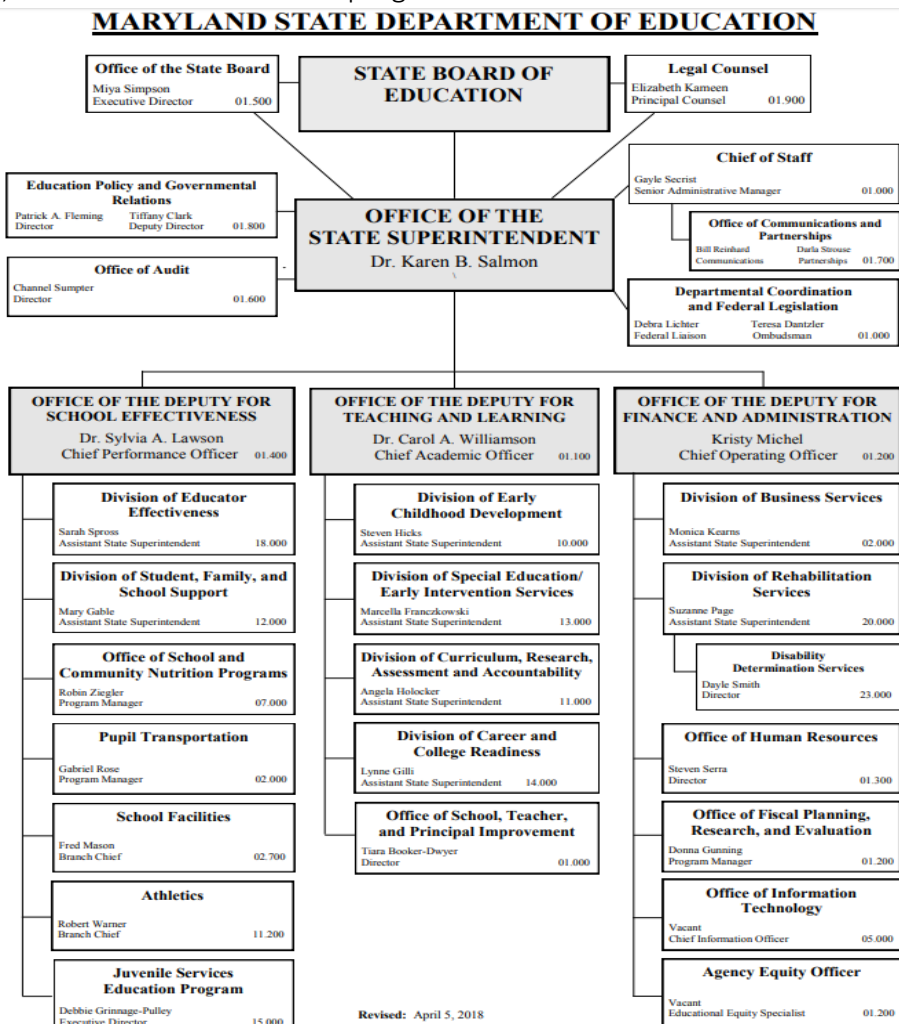 MARYLAND STATE DEPARTMENT OF EDUCATION
Office of the State Board
Miya Simpson
Executive Director 01.500
STATE BOARD OF
EDUCATION
Legal Counsel
Elizabeth Kameen
Principal Counsel 01.900
Chief of Staff
Gayle Secrist
Senior Administrative Manager 01.000
Education Policy and Governmental
Relations
Patrick A. Fleming Tiffany Clark
Director Deputy Director 01.800
OFFICE OF THE
STATE SUPERINTENDENT
Dr. Karen B. Salmon
Office of Communications and
Partnerships
Bill Reinhard Darla Strouse
Communications Partnerships 01.700
Office of Audit
Channel Sumpter
Director 01.600
Departmental Coordination
and Federal Legislation
Debra Lichter Teresa Dantzler
Federal Liaison Ombudsman 01.000
OFFICE OF THE DEPUTY FOR
SCHOOL EFFECTIVENESS
Dr. Sylvia A. Lawson
Chief Performance Officer 01.400
Division of Educator
Effectiveness
Sarah Spross
Assistant State Superintendent 18.000
Division of Student, Family, and
School Support
Mary Gable
Assistant State Superintendent 12.000
Office of School and
Community Nutrition Programs
Robin Ziegler
Program Manager 07.000
Pupil Transportation
Gabriel Rose
Program Manager 02.000
School Facilities
Fred Mason
Branch Chief 02.700
Athletics
Robert Warner
Branch Chief 11.200
Juvenile Services
Education Program
Debbie Grinnage-Pulley
Executive Director 15.000
OFFICE OF THE DEPUTY FOR
TEACHING AND LEARNING
Dr. Carol A. Williamson
Chief Academic Officer 01.100
Division of Early
Childhood Development
Steven Hicks
Assistant State Superintendent 10.000
Division of Special Education/
Early Intervention Services
Marcella Franczkowski
Assistant State Superintendent 13.000
Division of Curriculum, Research,
Assessment and Accountability
Angela Holocker
Assistant State Superintendent 11.000
Division of Career and
College Readiness
Lynne Gilli
Assistant State Superintendent 14.000
Office of School, Teacher,
and Principal Improvement
Tiara Booker-Dwyer
Director 01.000
OFFICE OF THE DEPUTY FOR
FINANCE AND ADMINISTRATION
Kristy Michel
Chief Operating Officer 01.200
Division of Business Services
Monica Kearns
Assistant State Superintendent 02.000
Division of Rehabilitation
Services
Suzanne Page
Assistant State Superintendent 20.000
Disability
Determination Services
Dayle Smith
Director 23.000
Office of Human Resources
Steven Serra
Director 01.300
Office of Fiscal Planning,
Research, and Evaluation
Donna Gunning
Program Manager 01.200
Office of Information
Technology
Vacant
Chief Information Officer 05.000
Agency Equity Officer
Vacant
Educational Equity Specialist 01.200
Revised: April 5, 2018